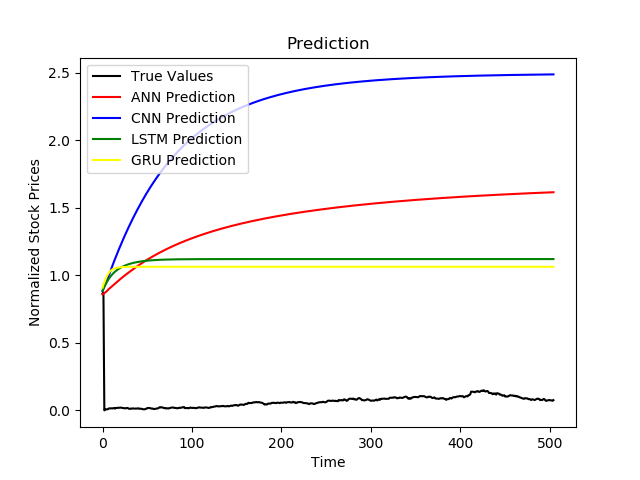 Prediction
True Values
ANN Prediction
CNN Prediction
LSTM Prediction
GRU Prediction
Normalized Stock Prices
2.5
2.0
1.5
1.0
0.5
0.0
0
100
200
300
400
500
Time